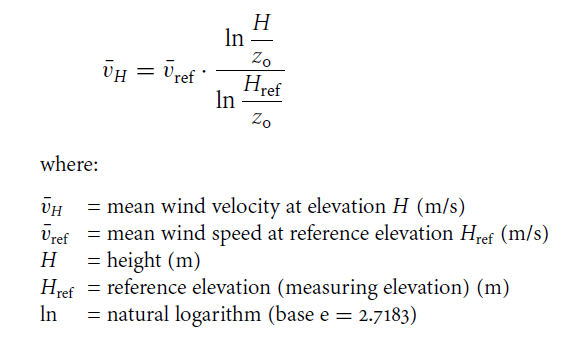 v̄_H = v̄_ref · (ln H/z_o) / (ln H_ref/z_o)
where:
v̄_H = mean wind velocity at elevation H (m/s)
v̄_ref = mean wind speed at reference elevation H_ref (m/s)
H = height (m)
H_ref = reference elevation (measuring elevation) (m)
ln = natural logarithm (base e = 2.7183)